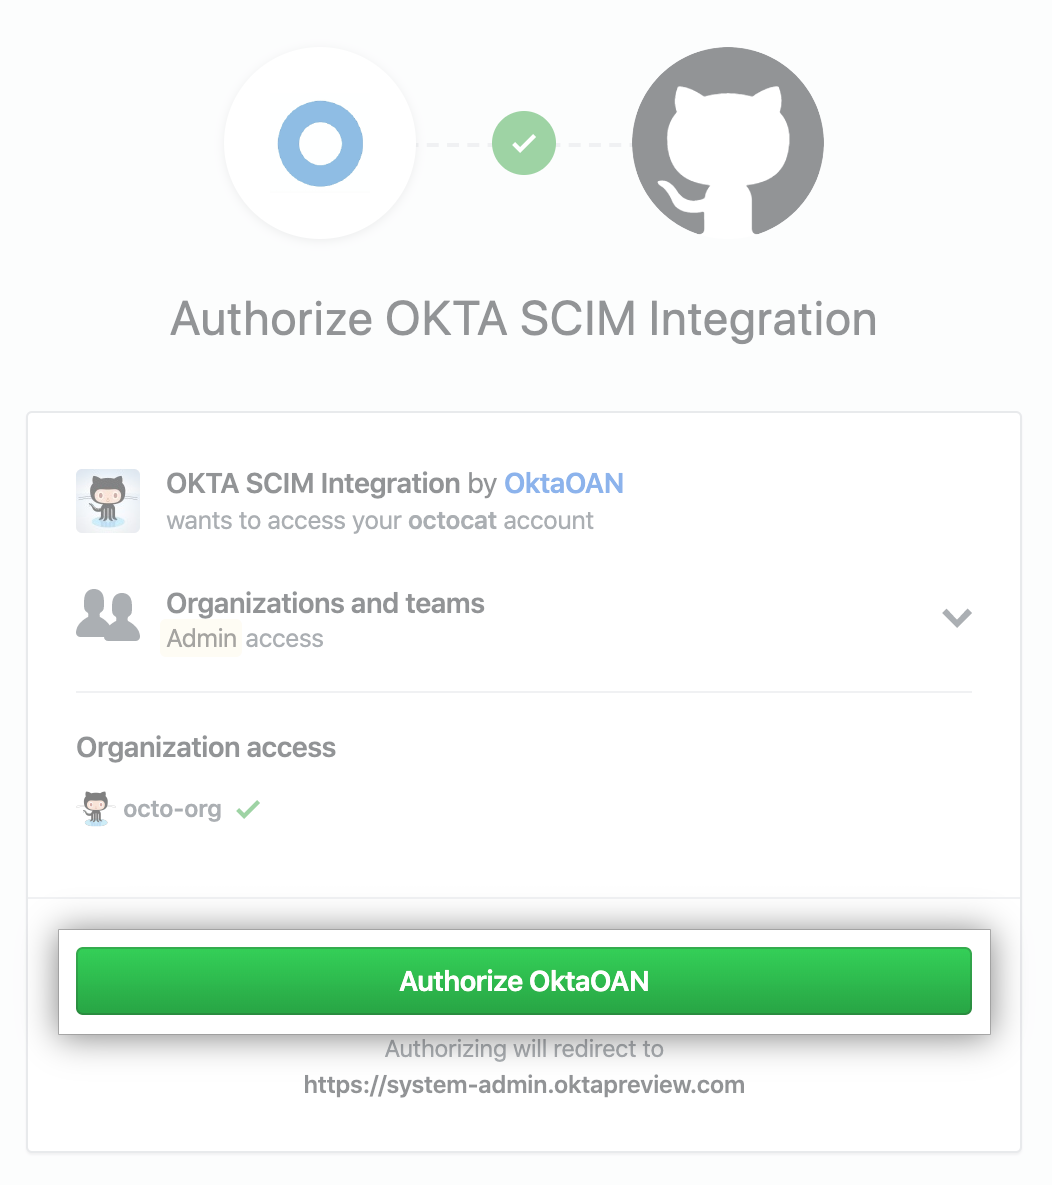 Authorize OKTA SCIM Integration
OKTA SCIM Integration by OktaOAN
wants to access your octocat account
Organizations and teams
Admin access
Organization access
octo-org
Authorize OktaOAN
Authorizing will redirect to
https://system-admin.oktapreview.com